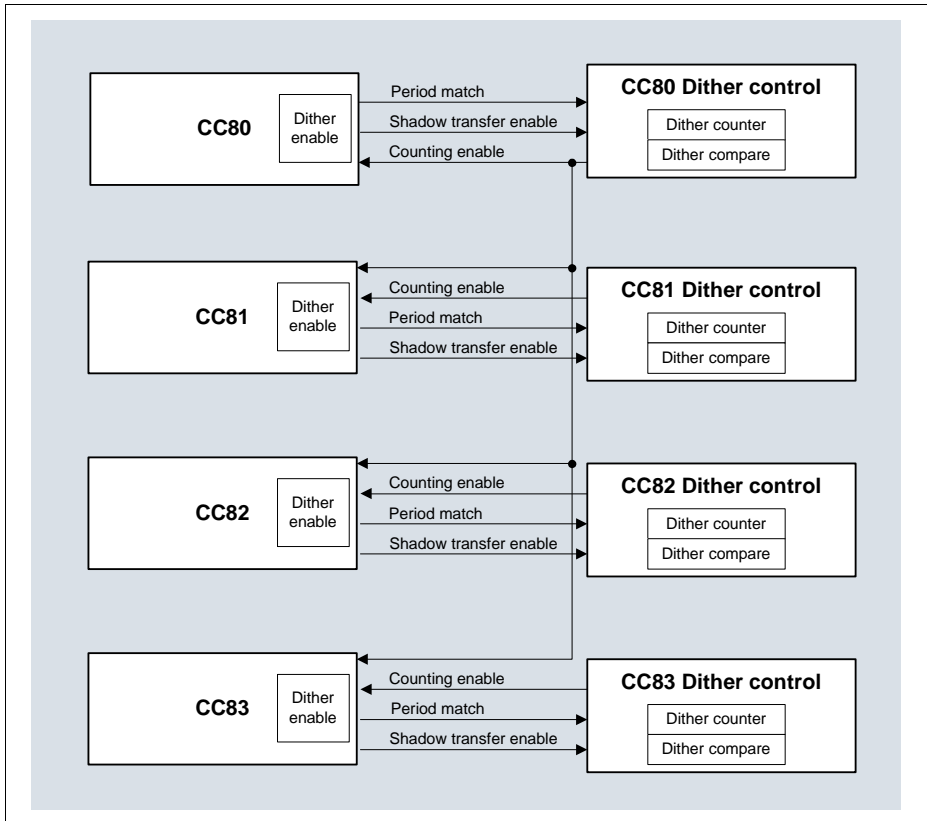 CC80
Dither
enable
Period match
Shadow transfer enable
Counting enable
CC80 Dither control
Dither counter
Dither compare
CC81
Dither
enable
Counting enable
Period match
Shadow transfer enable
CC81 Dither control
Dither counter
Dither compare
CC82
Dither
enable
Counting enable
Period match
Shadow transfer enable
CC82 Dither control
Dither counter
Dither compare
CC83
Dither
enable
Counting enable
Period match
Shadow transfer enable
CC83 Dither control
Dither counter
Dither compare